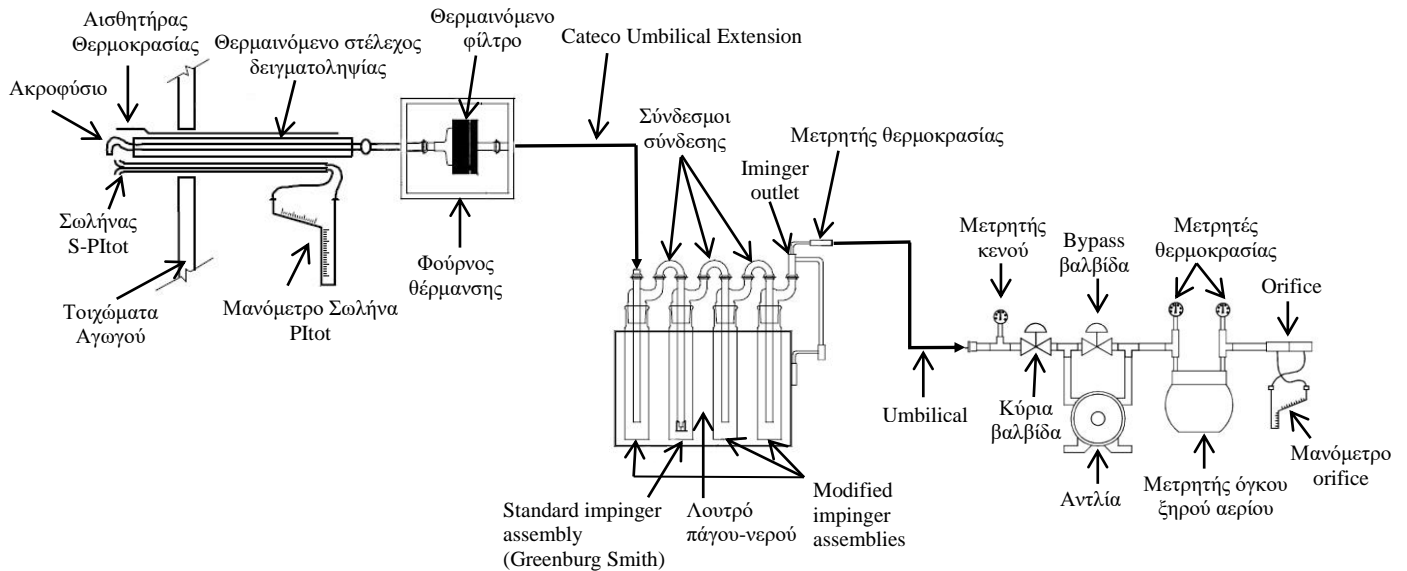 Αισθητήρας
Θερμοκρασίας
Ακροφύσιο
Θερμαινόμενο στέλεχος
δειγματοληψίας
Θερμαινόμενο
φίλτρο
Cateco Umbilical Extension
Σωλήνας
S-PItot
Τοιχώματα
Αγωγού
Μανόμετρο Σωλήνα
PItot
Φούρνος
θέρμανσης
Σύνδεσμοι
σύνδεσης
Μετρητής θερμοκρασίας
Iminger
outlet
Standard impinger
assembly
(Greenburg Smith)
Λουτρό
πάγου-νερού
Modified
impinger
assemblies
Umbilical
Μετρητής
κενού
Bypass
βαλβίδα
Μετρητές
θερμοκρασίας
Orifice
Κύρια
βαλβίδα
Αντλία
Μετρητής όγκου
ξηρού αερίου
Μανόμετρο
orifice